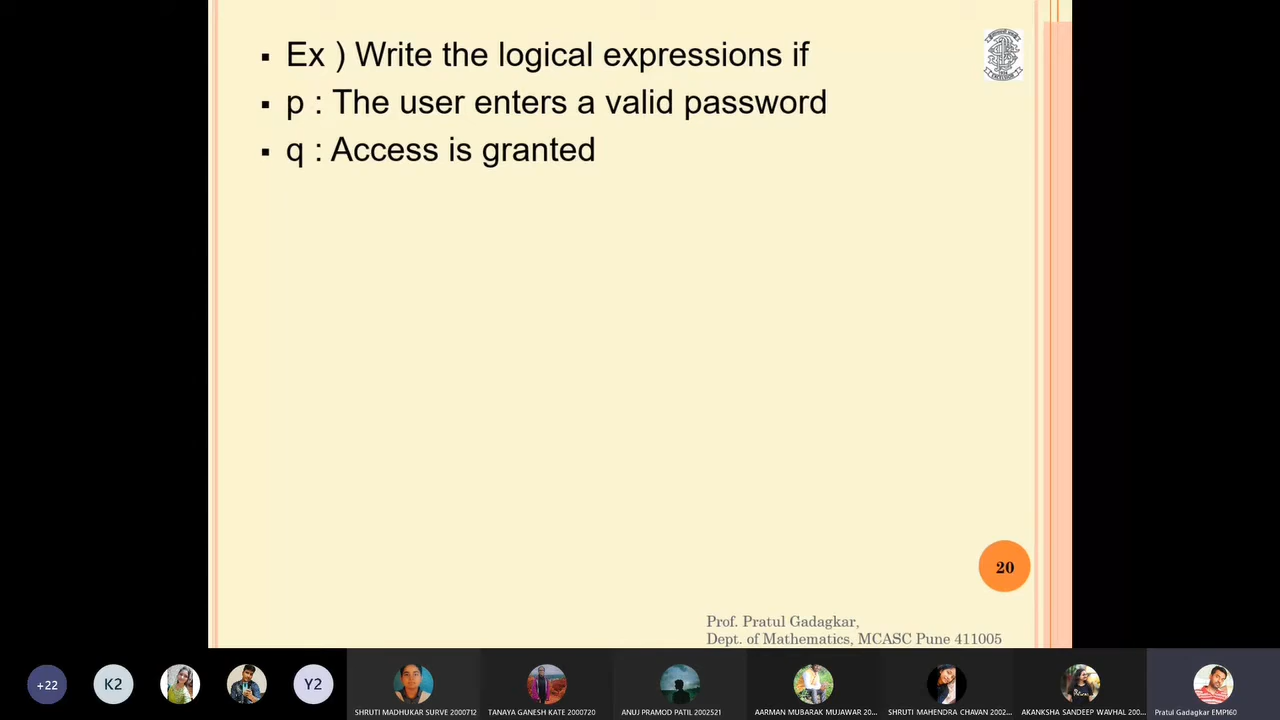 ▪ Ex ) Write the logical expressions if
▪ p : The user enters a valid password
▪ q : Access is granted
20
Prof. Pratul Gadagkar,
Dept. of Mathematics, MCASC Pune 411005
+22
K2
Y2
SHRUTI MADHUKAR SURVE 2000712
TANAYA GANESH KATE 2000720
ANUJ PRAMOD PATIL 2002521
AARMAN MUBARAK MUJAWAR 20...
SHRUTI MAHENDRA CHAVAN 2002...
AKANKSHA SANDEEP WAVHAL 200...
Pratul Gadagkar EMP160